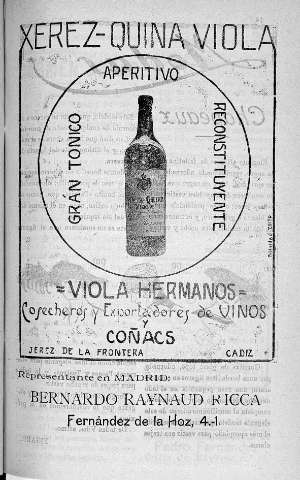 XEREZ-QUINA VIOLA
APERITIVO
GRÁN TONICO
RECONSTITUYENTE
=VIOLA HERMANOS=
Cosecheros y Exportadores de VINOS
y
COÑACS
JEREZ DE LA FRONTERA CADIZ
Representante en MADRID:
BERNARDO RAYNAUD RICCA
Fernández de la Hoz, 4.-1.